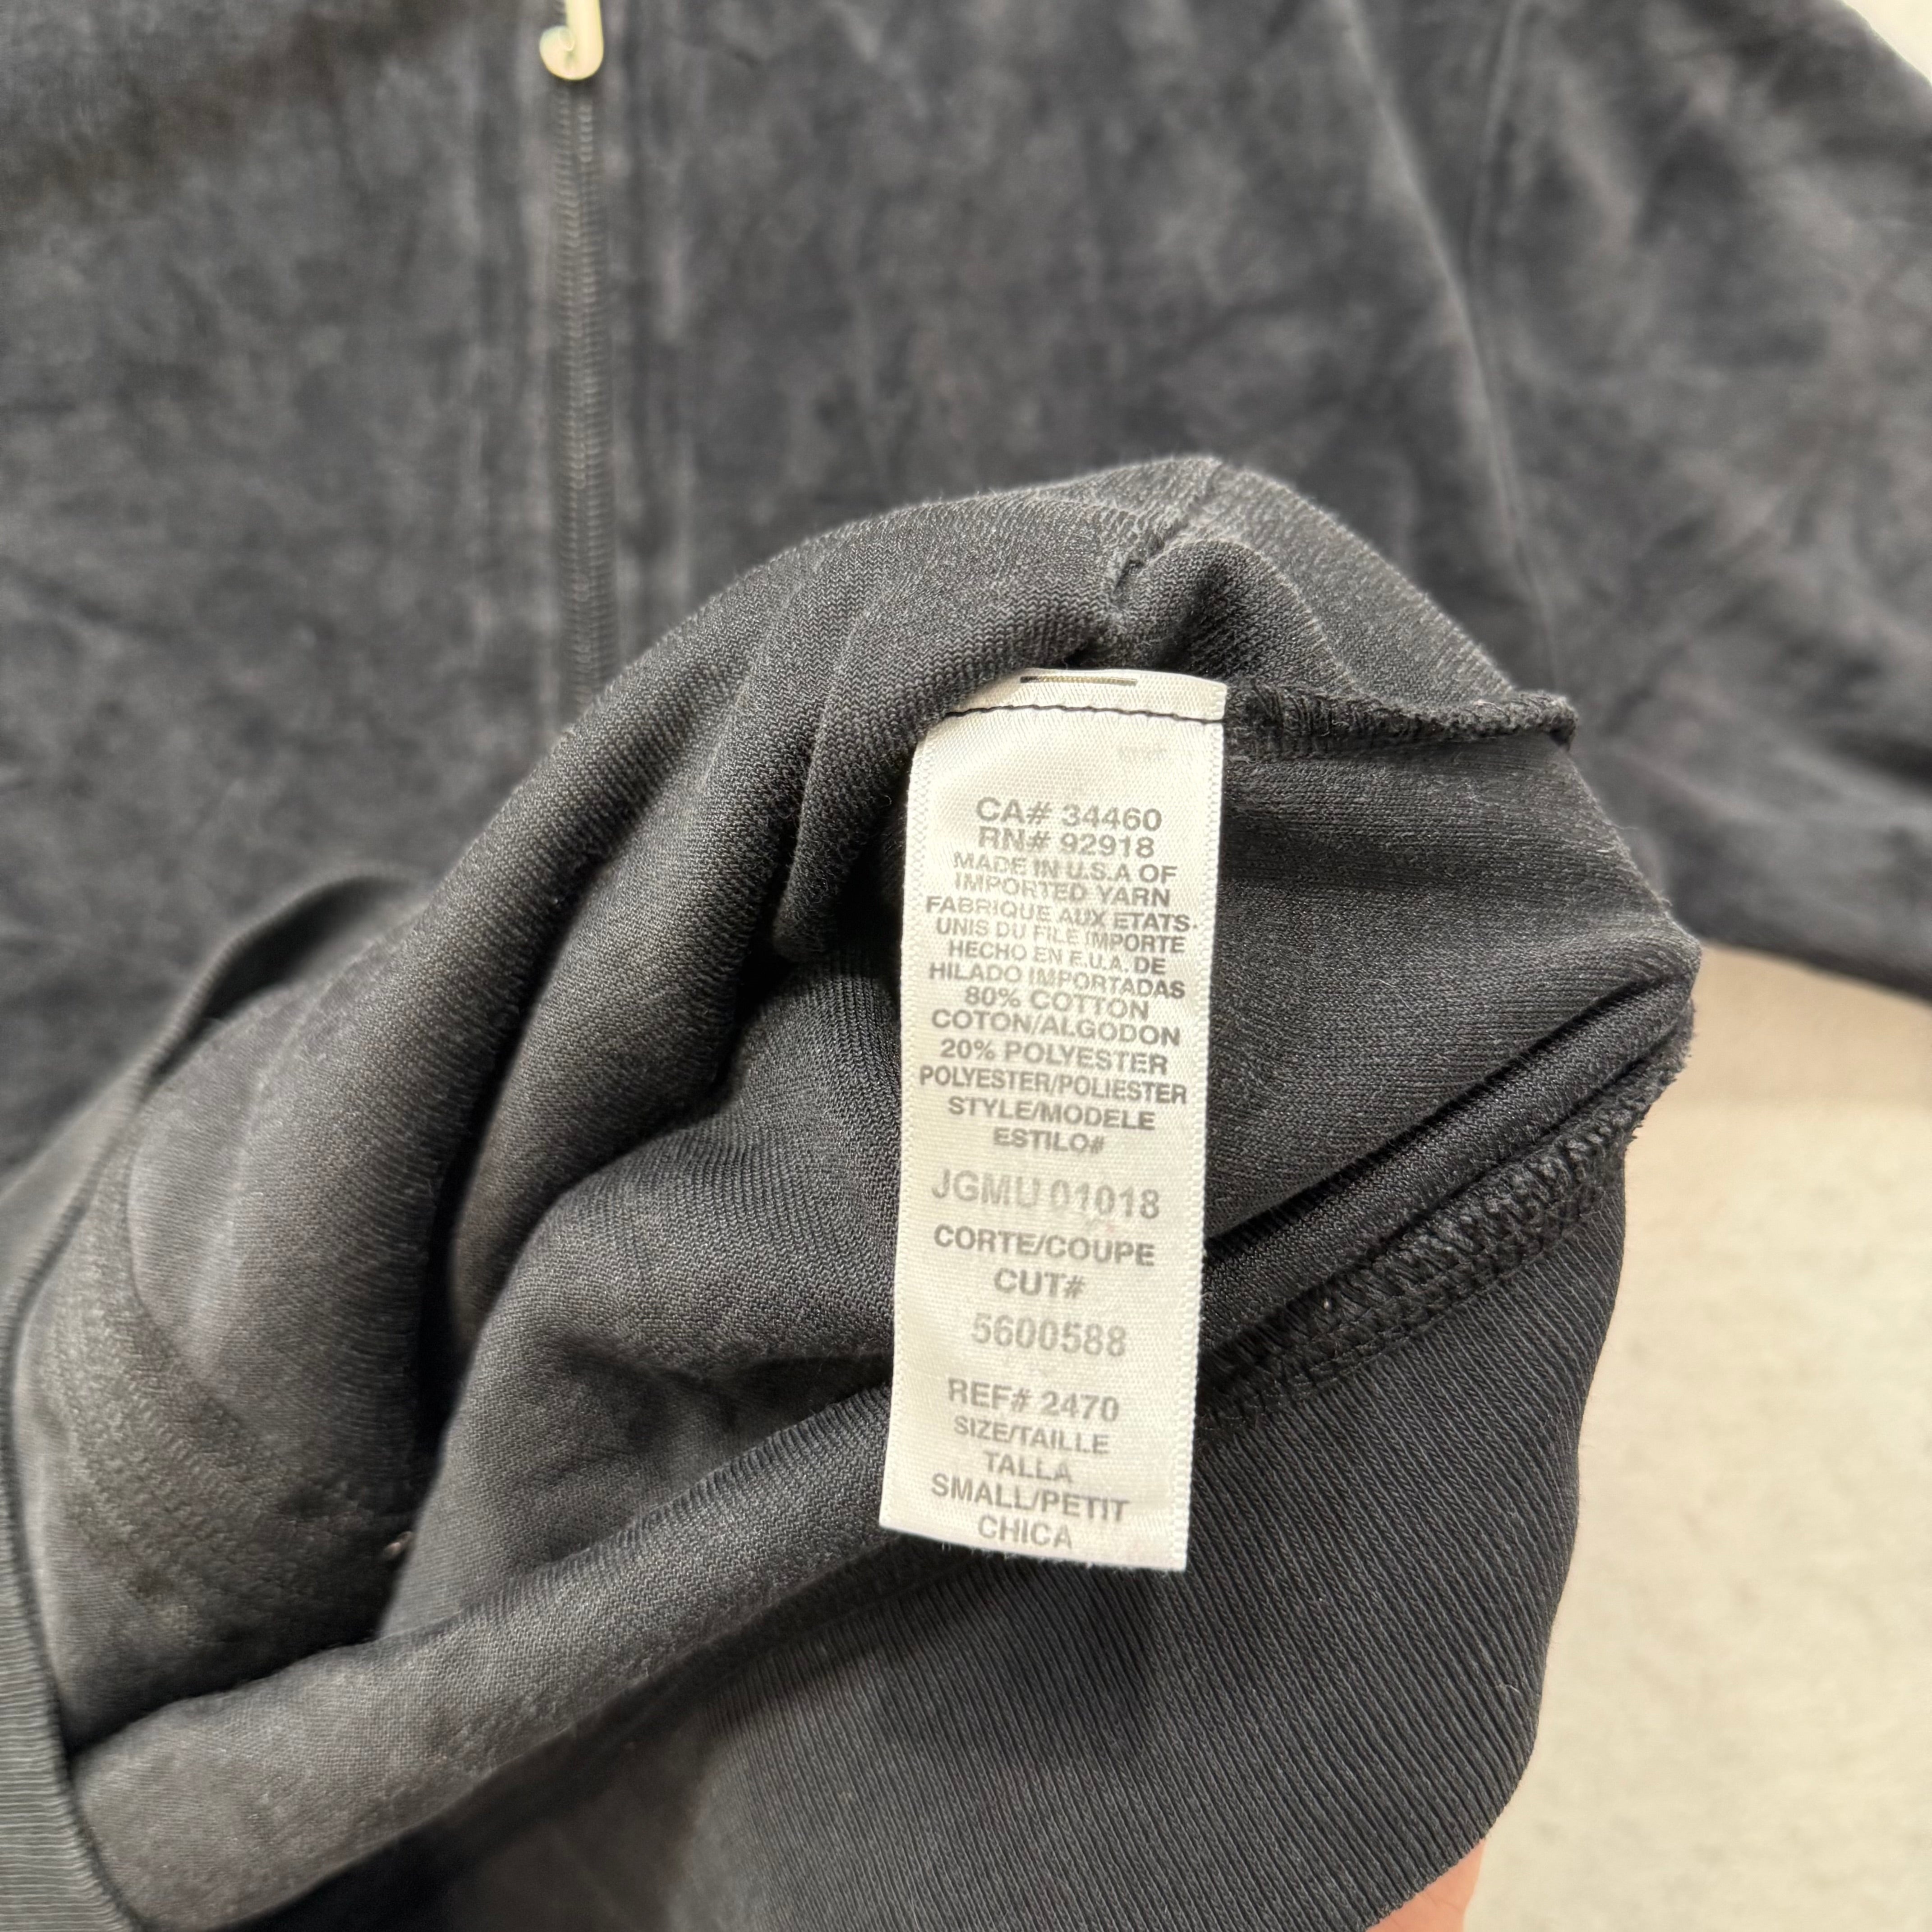 CA# 34460
RN# 92918
MADE IN U.S.A OF
IMPORTED YARN
FABRIQUE AUX ETATS-
UNIS DU FILE IMPORTE
HECHO EN E.U.A. DE
HILADO IMPORTADAS
80% COTTON
COTON/ALGODON
20% POLYESTER
POLYESTER/POLIESTER
STYLE/MODELE
ESTILO#
JGMU01018
CORTE/COUPE
CUT#
5600588
REF# 2470
SIZE/TAILLE
TALLA
SMALL/PETIT
CHICA